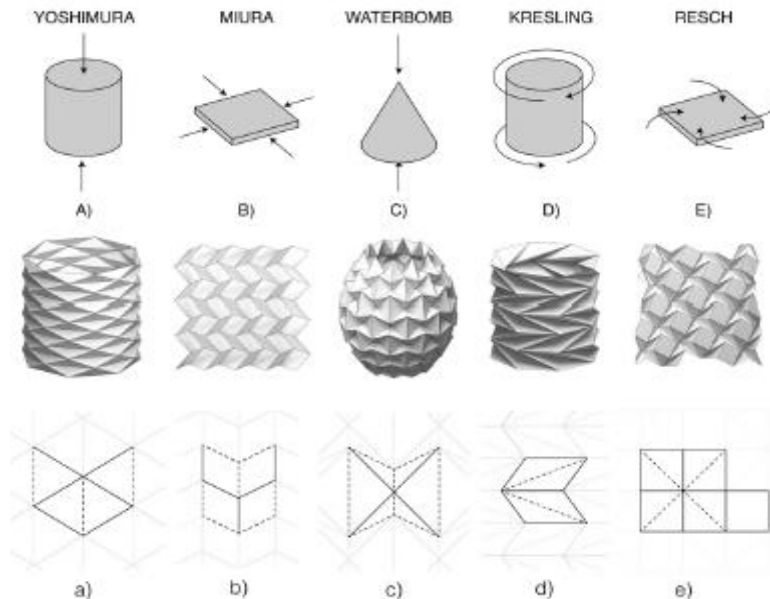 YOSHIMURA MIURA WATERBOMB KRESLING RESCH
A) B) C) D) E)
a) b) c) d) e)